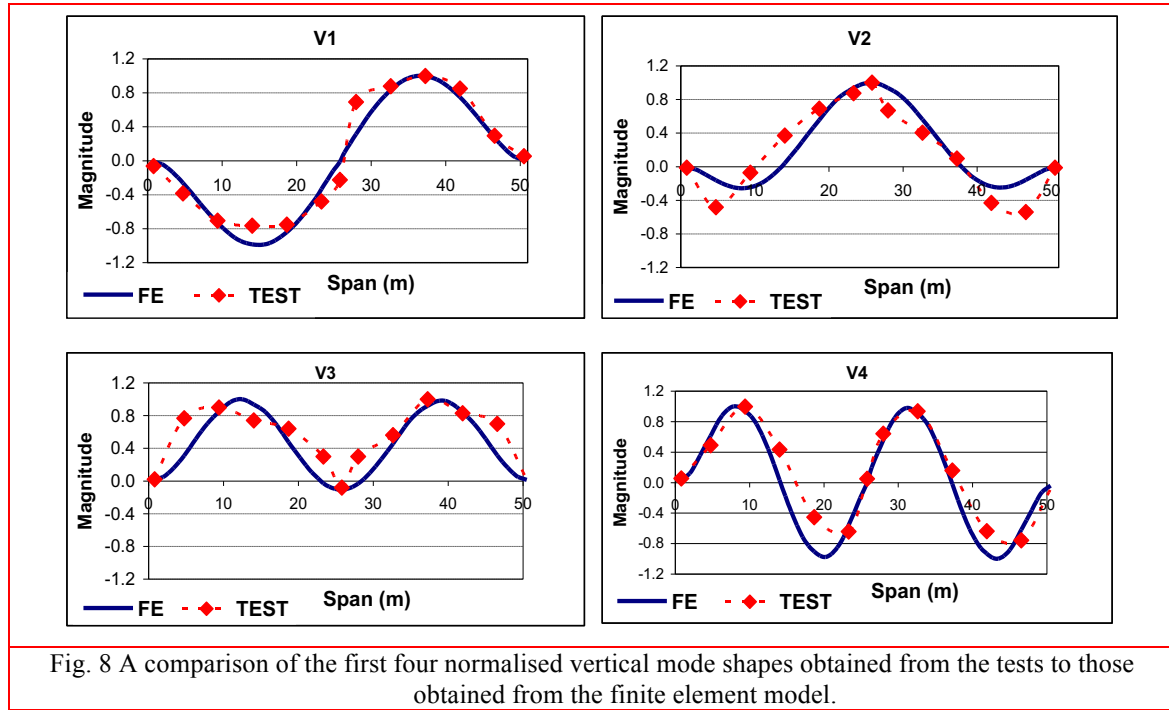 V1
1.2
0.8
0.4
0.0
-0.4
-0.8
-1.2
0 10 20 30 40 50
Magnitude
Span (m)
FE TEST
V2
1.2
0.8
0.4
0.0
-0.4
-0.8
-1.2
0 10 20 30 40 50
Magnitude
Span (m)
FE TEST
V3
1.2
0.8
0.4
0.0
-0.4
-0.8
-1.2
0 10 20 30 40 50
Magnitude
Span (m)
FE TEST
V4
1.2
0.8
0.4
0.0
-0.4
-0.8
-1.2
0 10 20 30 40 50
Magnitude
Span (m)
FE TEST
Fig. 8 A comparison of the first four normalised vertical mode shapes obtained from the tests to those
obtained from the finite element model.